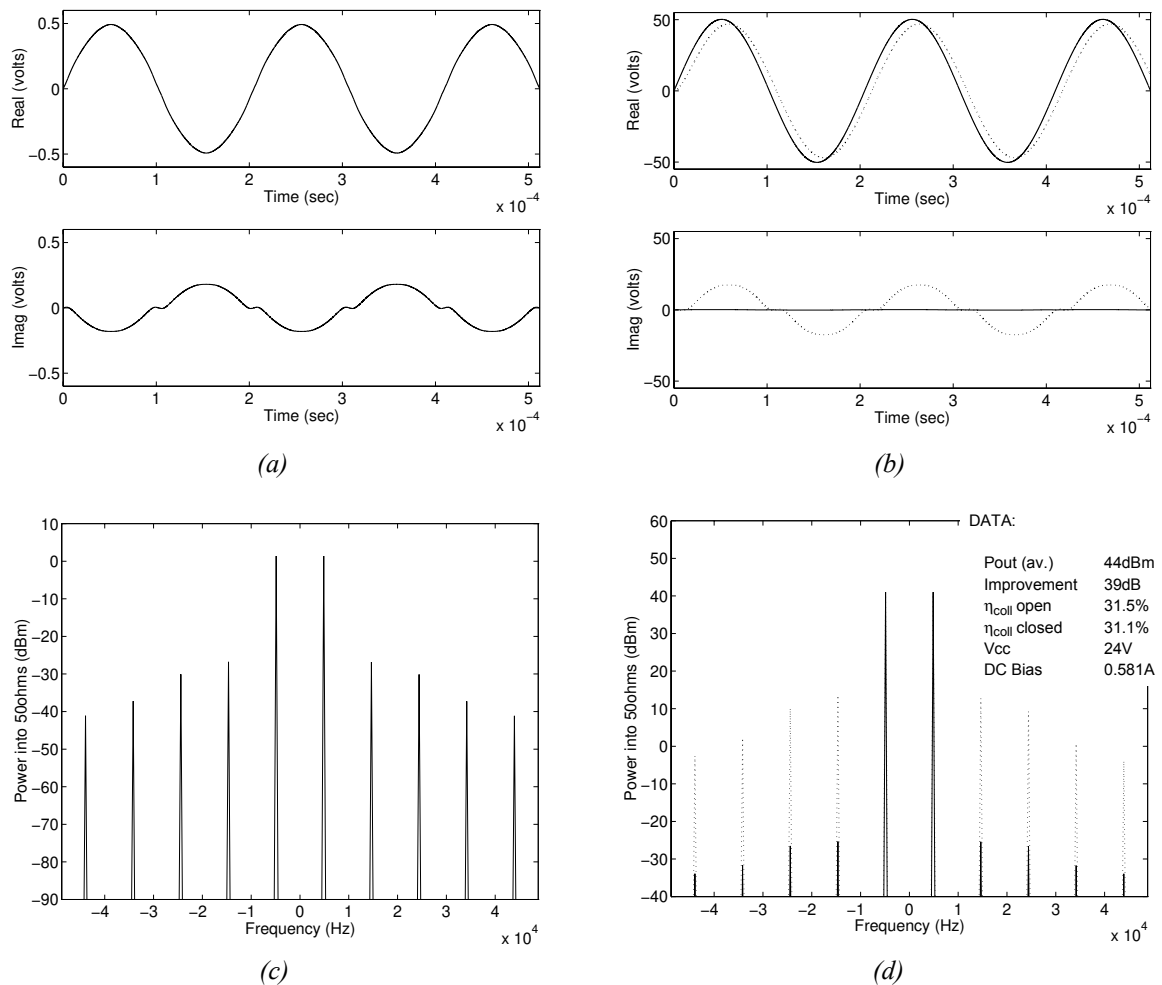 Real (volts)
0.5
0
−0.5
0 1 2 3 4 5
Time (sec)
x 10−4
Imag (volts)
0.5
0
−0.5
0 1 2 3 4 5
Time (sec)
x 10−4
(a)
Real (volts)
50
0
−50
0 1 2 3 4 5
Time (sec)
x 10−4
Imag (volts)
50
0
−50
0 1 2 3 4 5
Time (sec)
x 10−4
(b)
Power into 50ohms (dBm)
10
0
−10
−20
−30
−40
−50
−60
−70
−80
−90
−4 −3 −2 −1 0 1 2 3 4
Frequency (Hz)
x 10^4
(c)
Power into 50ohms (dBm)
60
50
40
30
20
10
0
−10
−20
−30
−40
DATA:
Pout (av.) 44dBm
Improvement 39dB
ηcoll open 31.5%
ηcoll closed 31.1%
Vcc 24V
DC Bias 0.581A
−4 −3 −2 −1 0 1 2 3 4
Frequency (Hz)
x 10^4
(d)